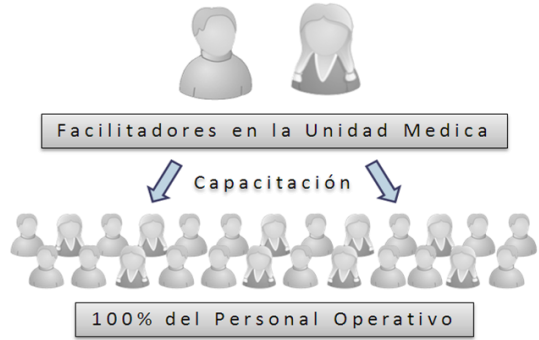 Facilitadores en la Unidad Medica
Capacitación
100% del Personal Operativo